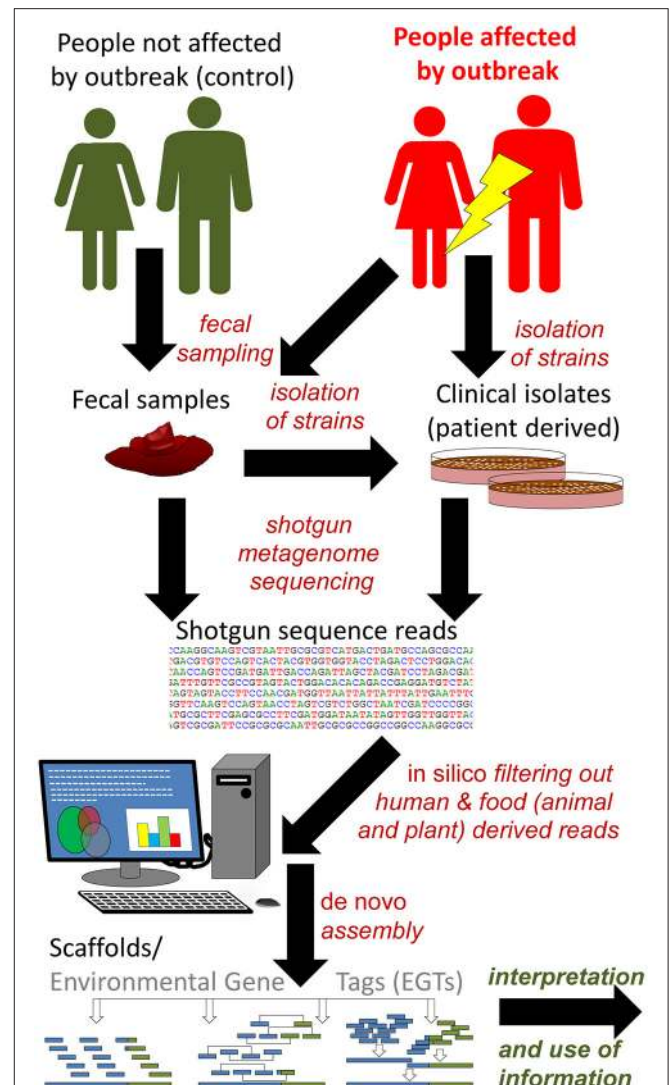 People not affected
by outbreak (control)
People affected
by outbreak
fecal
sampling
isolation
of strains
Fecal samples
isolation
of strains
Clinical isolates
(patient derived)
shotgun
metagenome
sequencing
Shotgun sequence reads
in silico filtering out
human & food (animal
and plant) derived reads
de novo
assembly
Scaffolds/
Environmental Gene Tags (EGTs)
interpretation
and use of
information